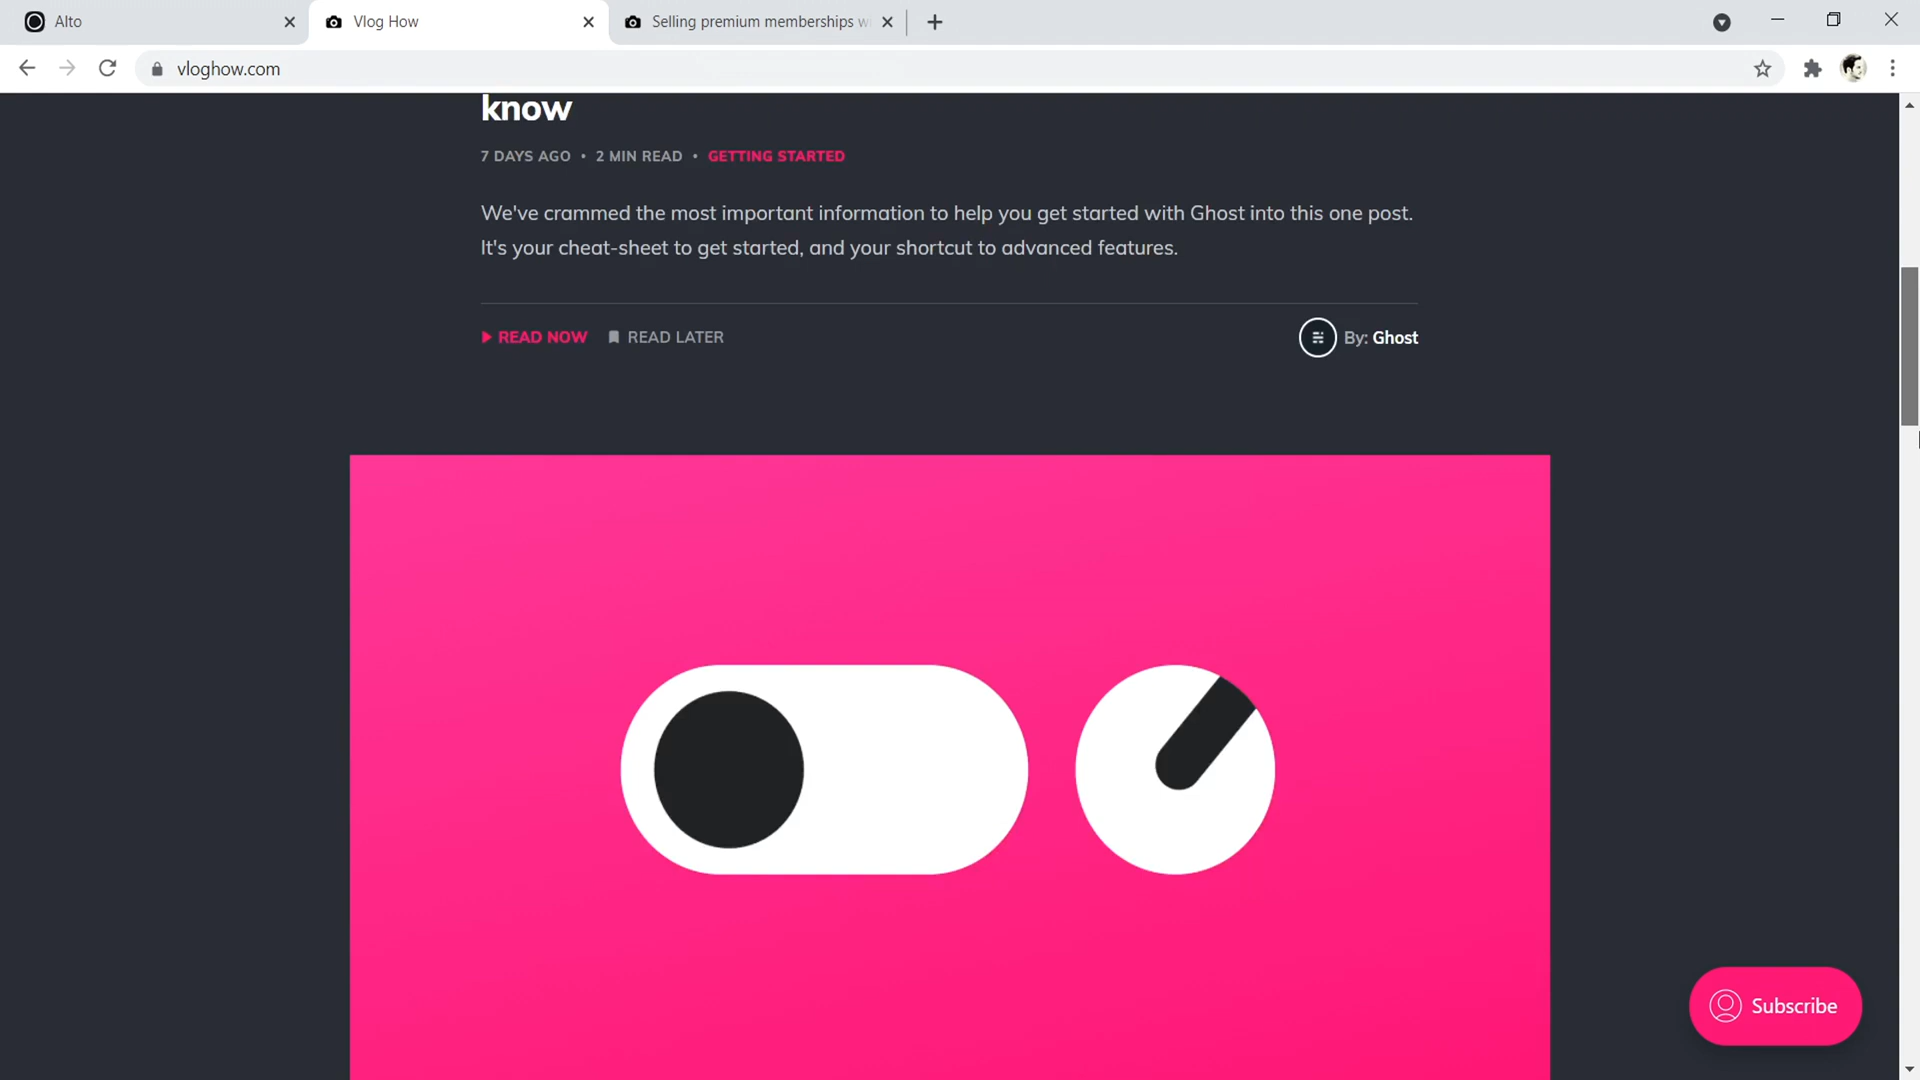 Alto
Vlog How
Selling premium memberships w
vloghow.com
know
7 DAYS AGO • 2 MIN READ • GETTING STARTED
We've crammed the most important information to help you get started with Ghost into this one post.
It's your cheat-sheet to get started, and your shortcut to advanced features.
READ NOW READ LATER
By: Ghost
Subscribe